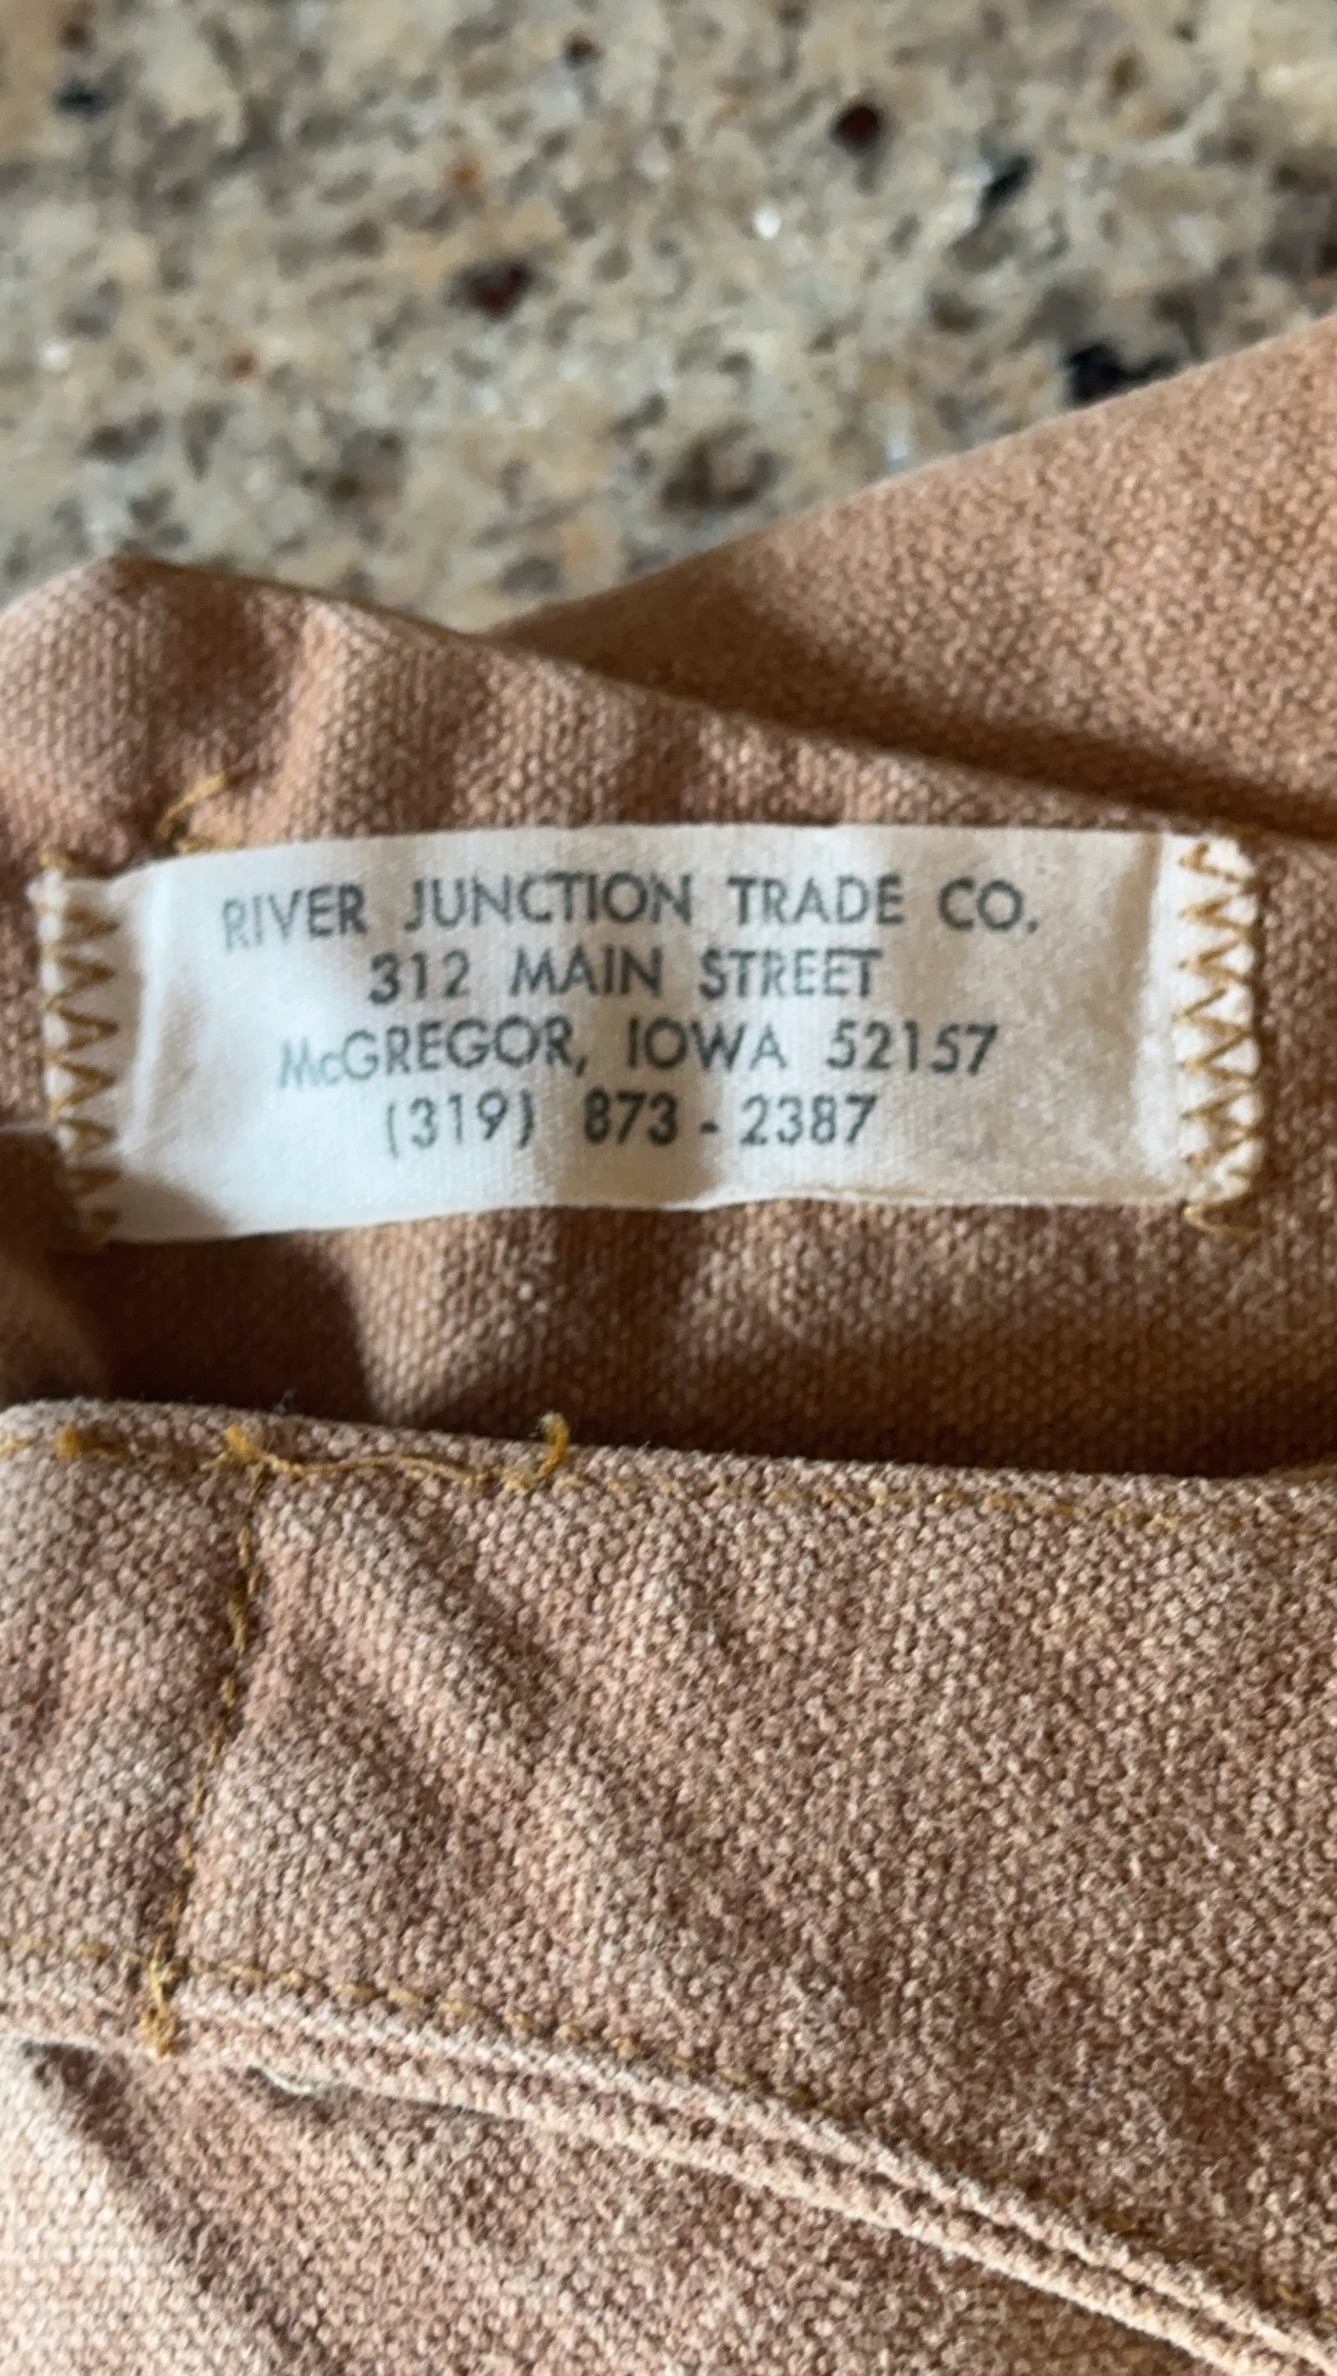 RIVER JUNCTION TRADE CO.
312 MAIN STREET
McGREGOR, IOWA 52157
(319) 873-2387